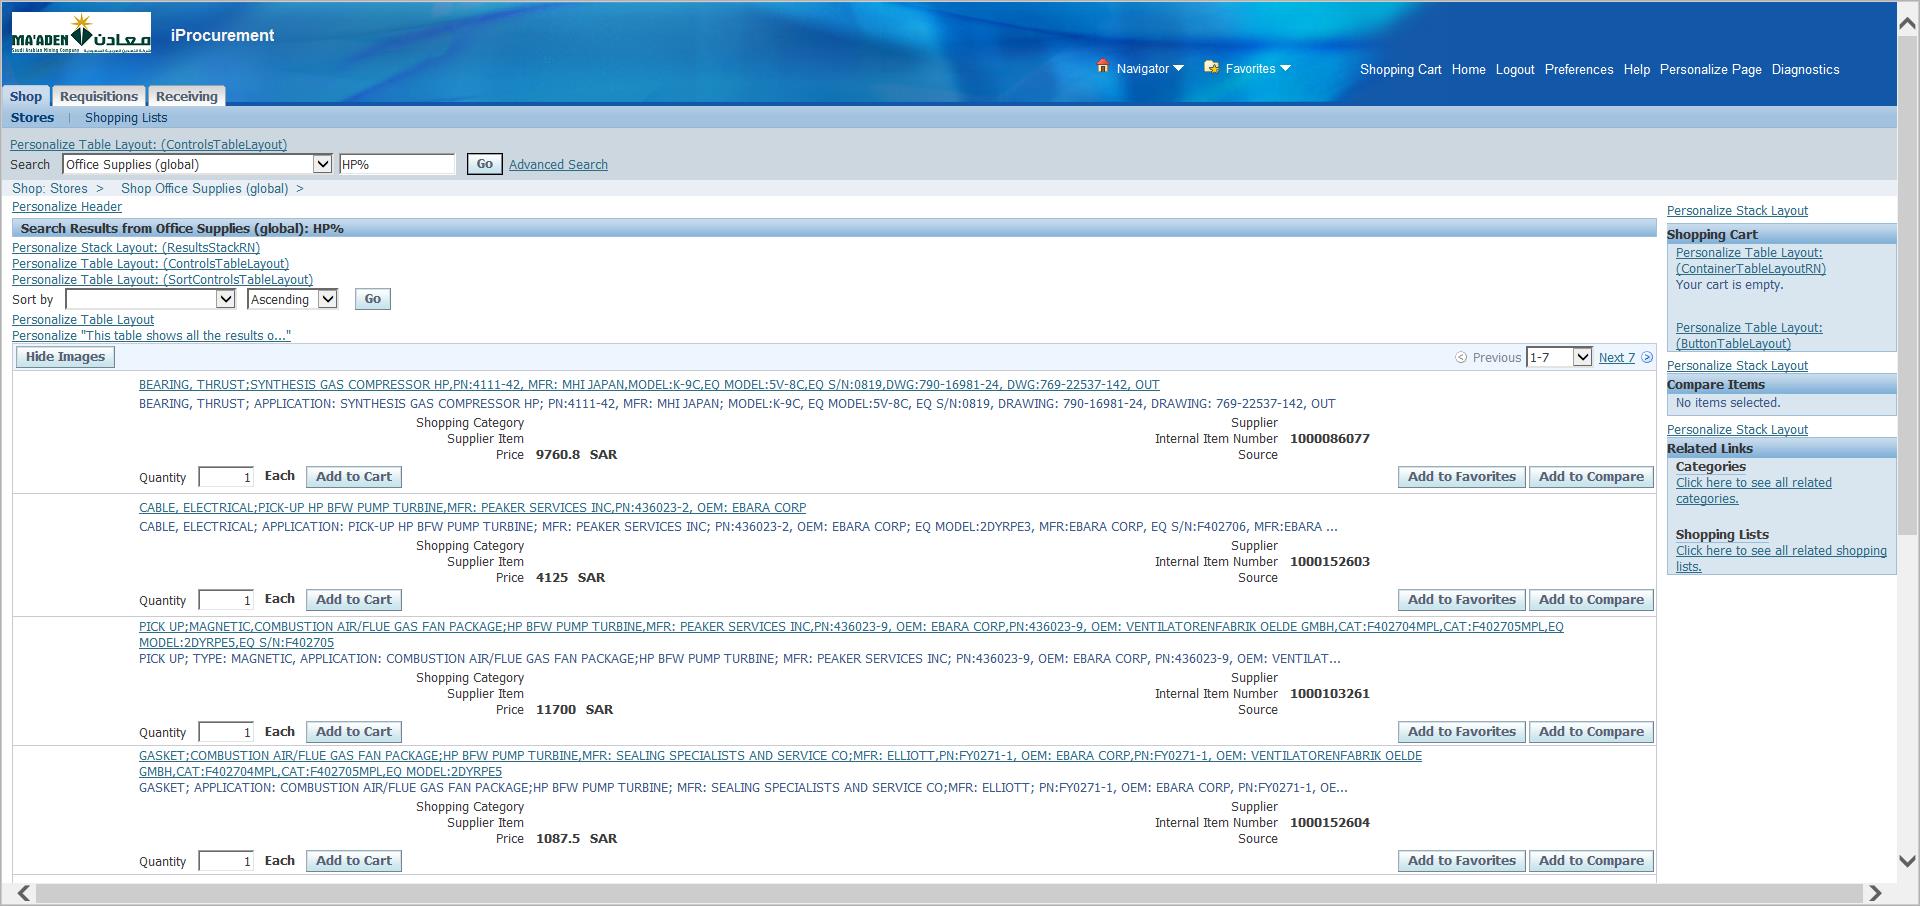 MA'ADEN معادن
Saudi Arabian Mining Company
iProcurement
Navigator Favorites Shopping Cart Home Logout Preferences Help Personalize Page Diagnostics
Shop Requisitions Receiving
Stores | Shopping Lists
Personalize Table Layout: (ControlsTableLayout)
Search Office Supplies (global) HP% Go Advanced Search
Shop: Stores > Shop Office Supplies (global) >
Personalize Header
Search Results from Office Supplies (global): HP%
Personalize Stack Layout: (ResultsStackRN)
Personalize Table Layout: (ControlsTableLayout)
Personalize Table Layout: (SortControlsTableLayout)
Sort by Ascending Go
Personalize Table Layout
Personalize "This table shows all the results o..."
Hide Images Previous 1-7 Next 7
BEARING, THRUST;SYNTHESIS GAS COMPRESSOR HP,PN:4111-42, MFR: MHI JAPAN,MODEL:K-9C,EQ MODEL:5V-8C,EQ S/N:0819,DWG:790-16981-24, DWG:769-22537-142, OUT
BEARING, THRUST; APPLICATION: SYNTHESIS GAS COMPRESSOR HP; PN:4111-42, MFR: MHI JAPAN; MODEL:K-9C, EQ MODEL:5V-8C, EQ S/N:0819, DRAWING: 790-16981-24, DRAWING: 769-22537-142, OUT
Shopping Category Supplier
Supplier Item Internal Item Number 1000086077
Price 9760.8 SAR Source
Quantity 1 Each Add to Cart Add to Favorites Add to Compare
CABLE, ELECTRICAL;PICK-UP HP BFW PUMP TURBINE,MFR: PEAKER SERVICES INC,PN:436023-2, OEM: EBARA CORP
CABLE, ELECTRICAL; APPLICATION: PICK-UP HP BFW PUMP TURBINE; MFR: PEAKER SERVICES INC; PN:436023-2, OEM: EBARA CORP; EQ MODEL:2DYRPE3, MFR:EBARA CORP, EQ S/N:F402706, MFR:EBARA ...
Shopping Category Supplier
Supplier Item Internal Item Number 1000152603
Price 4125 SAR Source
Quantity 1 Each Add to Cart Add to Favorites Add to Compare
PICK UP;MAGNETIC,COMBUSTION AIR/FLUE GAS FAN PACKAGE;HP BFW PUMP TURBINE,MFR: PEAKER SERVICES INC,PN:436023-9, OEM: EBARA CORP,PN:436023-9, OEM: VENTILATORENFABRIK OELDE GMBH,CAT:F402704MPL,CAT:F402705MPL,EQ
MODEL:2DYRPE5,EQ S/N:F402705
PICK UP; TYPE: MAGNETIC, APPLICATION: COMBUSTION AIR/FLUE GAS FAN PACKAGE;HP BFW PUMP TURBINE; MFR: PEAKER SERVICES INC; PN:436023-9, OEM: EBARA CORP, PN:436023-9, OEM: VENTILAT...
Shopping Category Supplier
Supplier Item Internal Item Number 1000103261
Price 11700 SAR Source
Quantity 1 Each Add to Cart Add to Favorites Add to Compare
GASKET;COMBUSTION AIR/FLUE GAS FAN PACKAGE;HP BFW PUMP TURBINE,MFR: SEALING SPECIALISTS AND SERVICE CO;MFR: ELLIOTT,PN:FY0271-1, OEM: EBARA CORP,PN:FY0271-1, OEM: VENTILATORENFABRIK OELDE
GMBH,CAT:F402704MPL,CAT:F402705MPL,EQ MODEL:2DYRPE5
GASKET; APPLICATION: COMBUSTION AIR/FLUE GAS FAN PACKAGE;HP BFW PUMP TURBINE; MFR: SEALING SPECIALISTS AND SERVICE CO;MFR: ELLIOTT; PN:FY0271-1, OEM: EBARA CORP, PN:FY0271-1, OE...
Shopping Category Supplier
Supplier Item Internal Item Number 1000152604
Price 1087.5 SAR Source
Quantity 1 Each Add to Cart Add to Favorites Add to Compare
Personalize Stack Layout
Shopping Cart
Personalize Table Layout:
(ContainerTableLayoutRN)
Your cart is empty.
Personalize Table Layout:
(ButtonTableLayout)
Personalize Stack Layout
Compare Items
No items selected.
Personalize Stack Layout
Related Links
Categories
Click here to see all related
categories.
Shopping Lists
Click here to see all related shopping
lists.